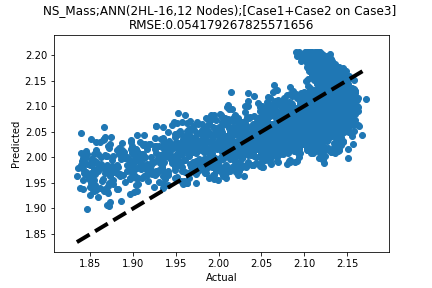 NS_Mass;ANN(2HL-16,12 Nodes);[Case1+Case2 on Case3]
RMSE:0.054179267825571656
2.20
2.15
2.10
2.05
2.00
1.95
1.90
1.85
Predicted
1.85 1.90 1.95 2.00 2.05 2.10 2.15
Actual